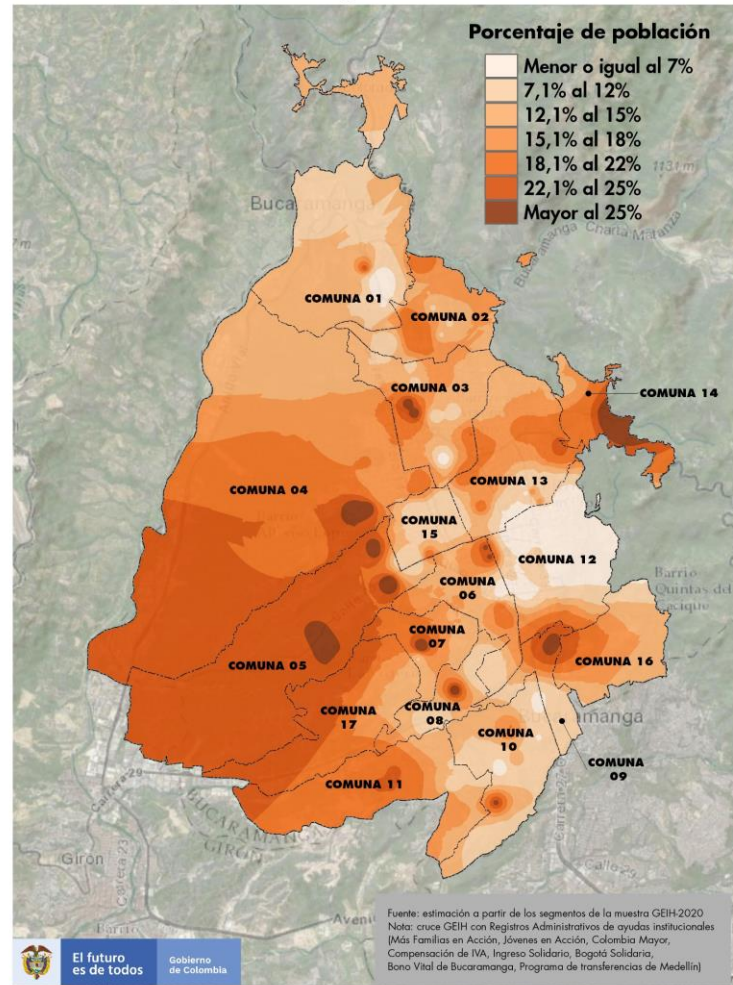 Porcentaje de población
Menor o igual al 7%
7,1% al 12%
12,1% al 15%
15,1% al 18%
18,1% al 22%
22,1% al 25%
Mayor al 25%
Bucaramanga
Bucaramanga
Charta Matanza
COMUNA 01
COMUNA 02
COMUNA 03
COMUNA 14
COMUNA 04
COMUNA 13
COMUNA
15
COMUNA 12
COMUNA
06
Barrio
Quintas del
Cacique
COMUNA
07
COMUNA 05
COMUNA 16
COMUNA
17
COMUNA
08
COMUNA
10
COMUNA
09
COMUNA 11
Carrera 29
BUCARAMANGA
GIRÓN
Girón
Carrera 23
Barrio
Calle 29
Fuente: estimación a partir de los segmentos de la muestra GEIH-2020
Nota: cruce GEIH con Registros Administrativos de ayudas institucionales
(Más Familias en Acción, Jóvenes en Acción, Colombia Mayor,
Compensación de IVA, Ingreso Solidario, Bogotá Solidaria,
Bono Vital de Bucaramanga, Programa de transferencias de Medellín)
El futuro
es de todos
Gobierno
de Colombia